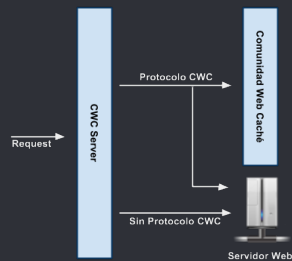 Request
CWC Server
Protocolo CWC
Sin Protocolo CWC
Comunidad Web Caché
Servidor Web